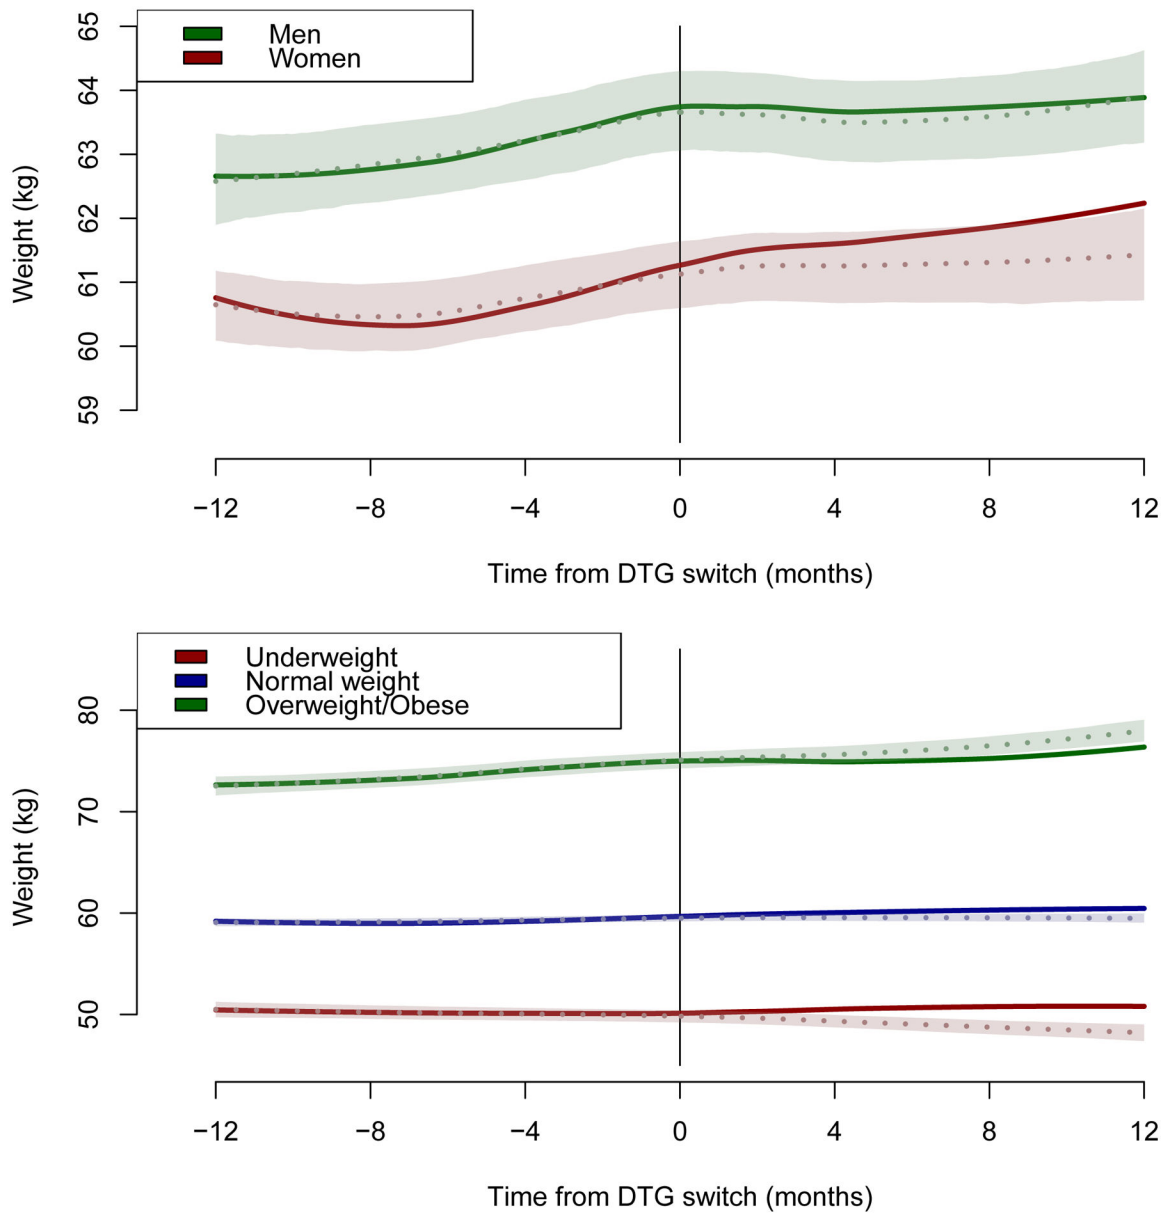 Men
Women
65
64
63
62
61
60
59
Weight (kg)
−12 −8 −4 0 4 8 12
Time from DTG switch (months)
Underweight
Normal weight
Overweight/Obese
80
70
60
50
Weight (kg)
−12 −8 −4 0 4 8 12
Time from DTG switch (months)